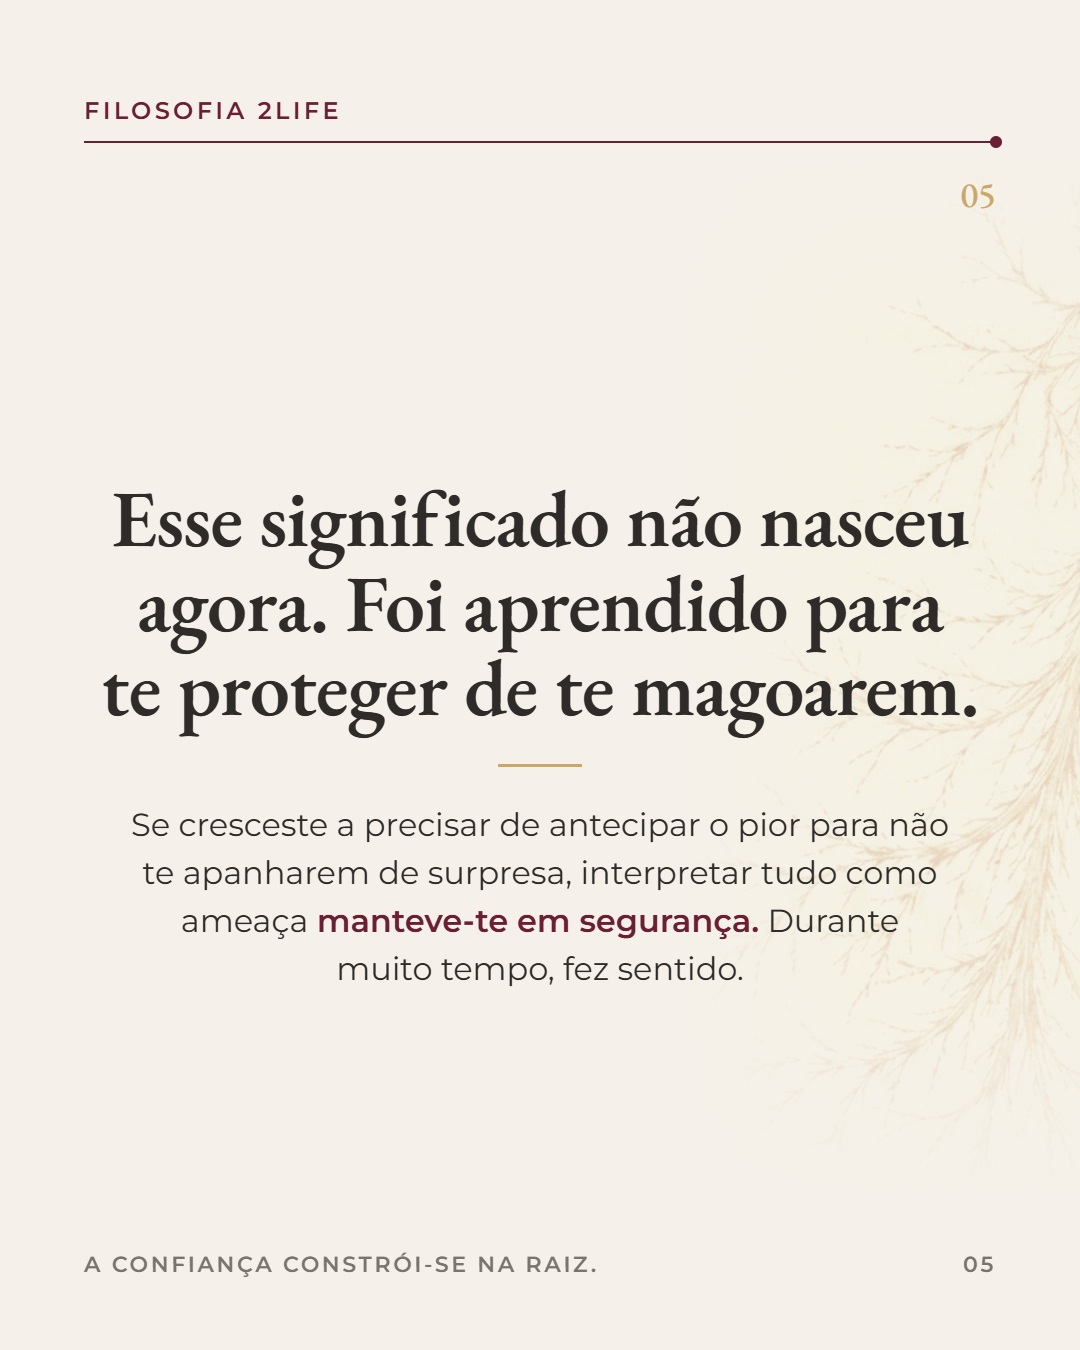 FILOSOFIA 2LIFE
05
Esse significado não nasceu
agora. Foi aprendido para
te proteger de te magoarem.
Se cresceste a precisar de antecipar o pior para não
te apanharem de surpresa, interpretar tudo como
ameaça manteve-te em segurança. Durante
muito tempo, fez sentido.
A CONFIANÇA CONSTRÓI-SE NA RAIZ.
05